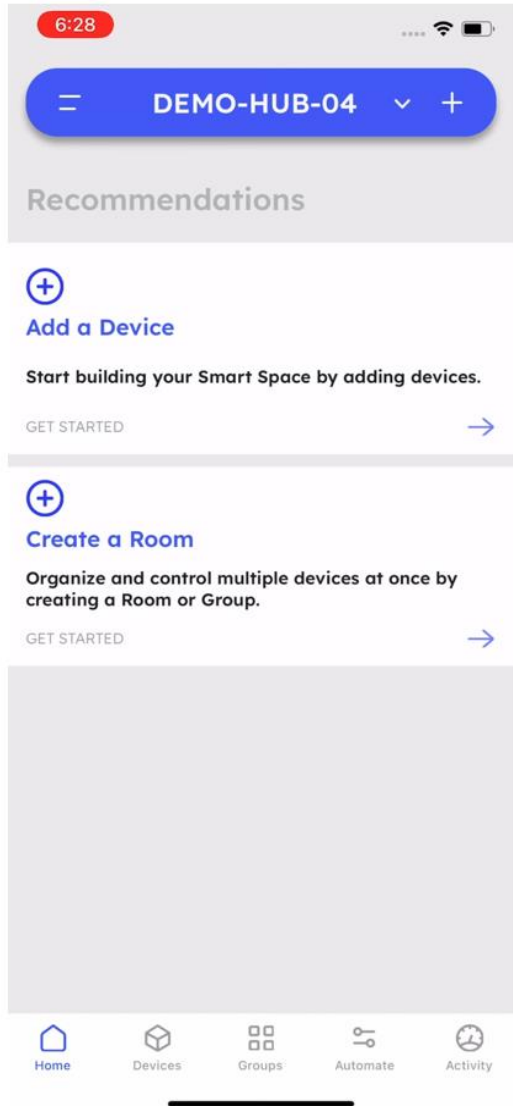 6:28
DEMO-HUB-04
Recommendations
Add a Device
Start building your Smart Space by adding devices.
GET STARTED
Create a Room
Organize and control multiple devices at once by
creating a Room or Group.
GET STARTED
Home Devices Groups Automate Activity